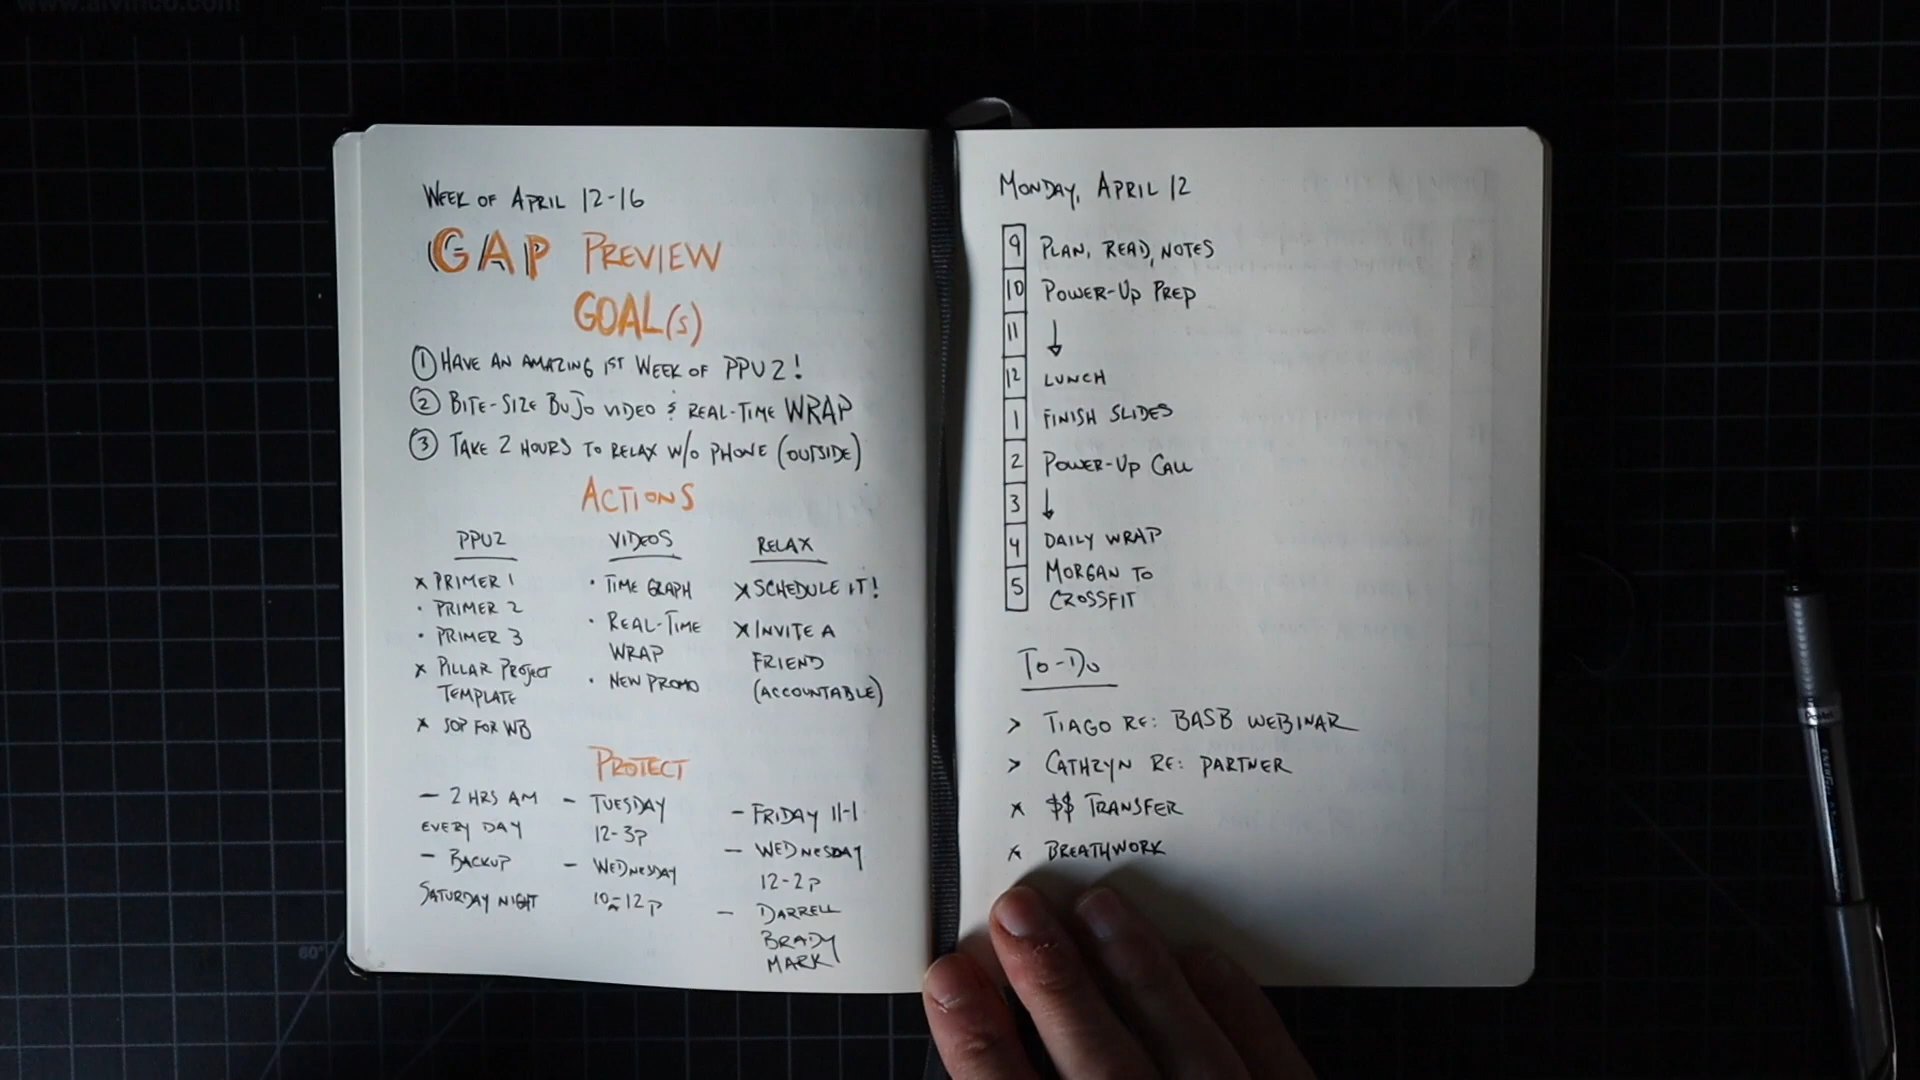 www.alvinco.com
WEEK OF APRIL 12-16
GAP PREVIEW
GOAL(S)
① HAVE AN AMAZING 1ST WEEK OF PPU2!
② BITE-SIZE BUJO VIDEO & REAL-TIME WRAP
③ TAKE 2 HOURS TO RELAX W/O PHONE (OUTSIDE)
ACTIONS
PPU2
x PRIMER 1
· PRIMER 2
· PRIMER 3
x PILLAR PROJECT
TEMPLATE
x SOP FOR WB
VIDEOS
· TIME GRAPH
· REAL-TIME
WRAP
· NEW PROMO
RELAX
x SCHEDULE IT!
x INVITE A
FRIEND
(ACCOUNTABLE)
PROTECT
- 2 HRS AM
EVERY DAY
- BACKUP
SATURDAY NIGHT
- TUESDAY
12-3P
- WEDNESDAY
10A-12P
- FRIDAY 11-1
- WEDNESDAY
12-2P
- DARRELL
BRADY
MARK
MONDAY, APRIL 12
9 PLAN, READ, NOTES
10 POWER-UP PREP
11 ↓
12 LUNCH
1 FINISH SLIDES
2 POWER-UP CALL
3 ↓
4 DAILY WRAP
5 MORGAN TO
CROSSFIT
TO-DO
> TIAGO RE: BASB WEBINAR
> CATHRYN RE: PARTNER
x $$ TRANSFER
x BREATHWORK
60°